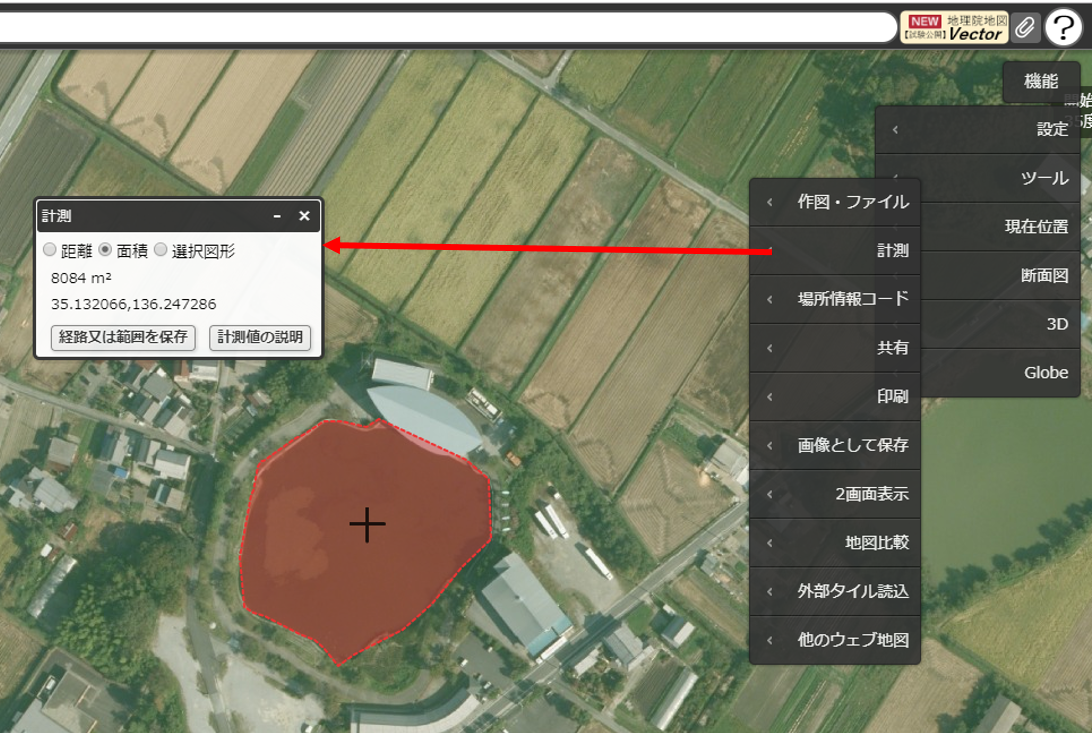 NEW 地理院地図
【試験公開】 Vector
?
機能
設定
ツール
現在位置
断面図
3D
Globe
作図・ファイル
計測
場所情報コード
共有
印刷
画像として保存
2画面表示
地図比較
外部タイル読込
他のウェブ地図
計測
距離 面積 選択図形
8084 m²
35.132066,136.247286
経路又は範囲を保存 計測値の説明